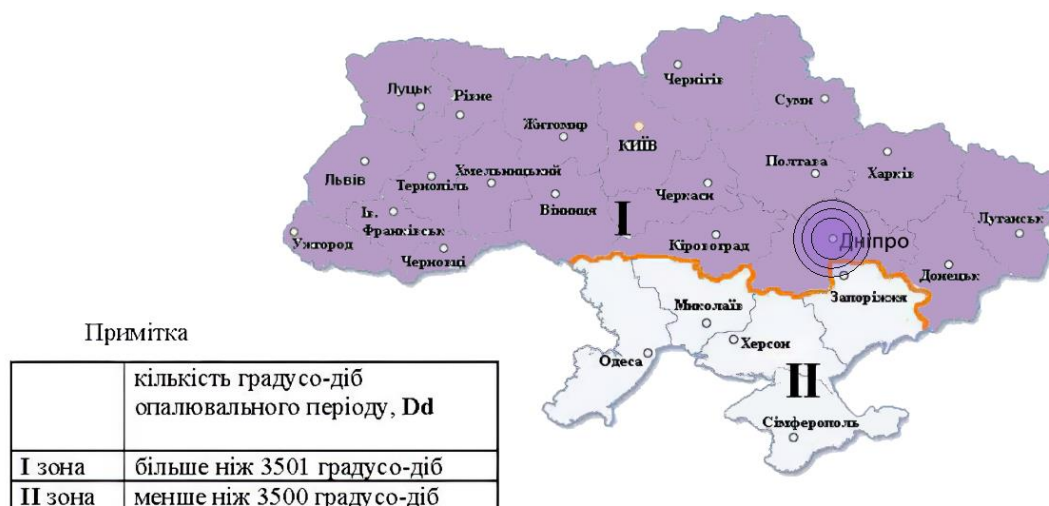 Чернігів
Луцьк
Рівне
Суми
Житомир
КИЇВ
Полтава
Харків
Львів
Тернопіль
Хмельницький
Черкаси
Вінниця
I
Луганськ
Ів.
Франківськ
Ужгород
Черновці
Кіровоград
Дніпро
Донецьк
Запоріжжя
Миколаїв
Херсон
Одеса
II
Сімферополь
Примітка
кількість градусо-діб
опалювального періоду, Dd
I зона більше ніж 3501 градусо-діб
II зона менше ніж 3500 градусо-діб